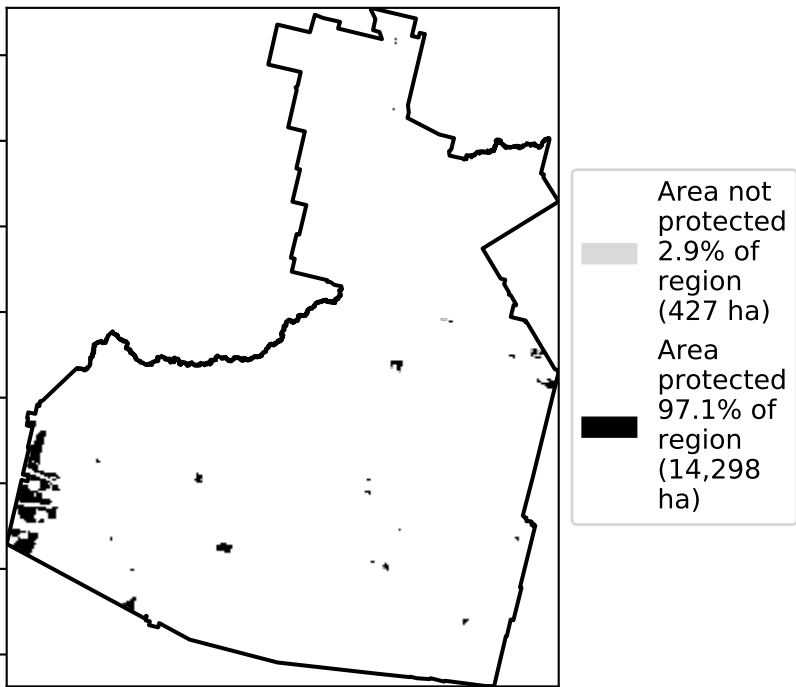 Area not
protected
2.9% of
region
(427 ha)
Area
protected
97.1% of
region
(14,298
ha)